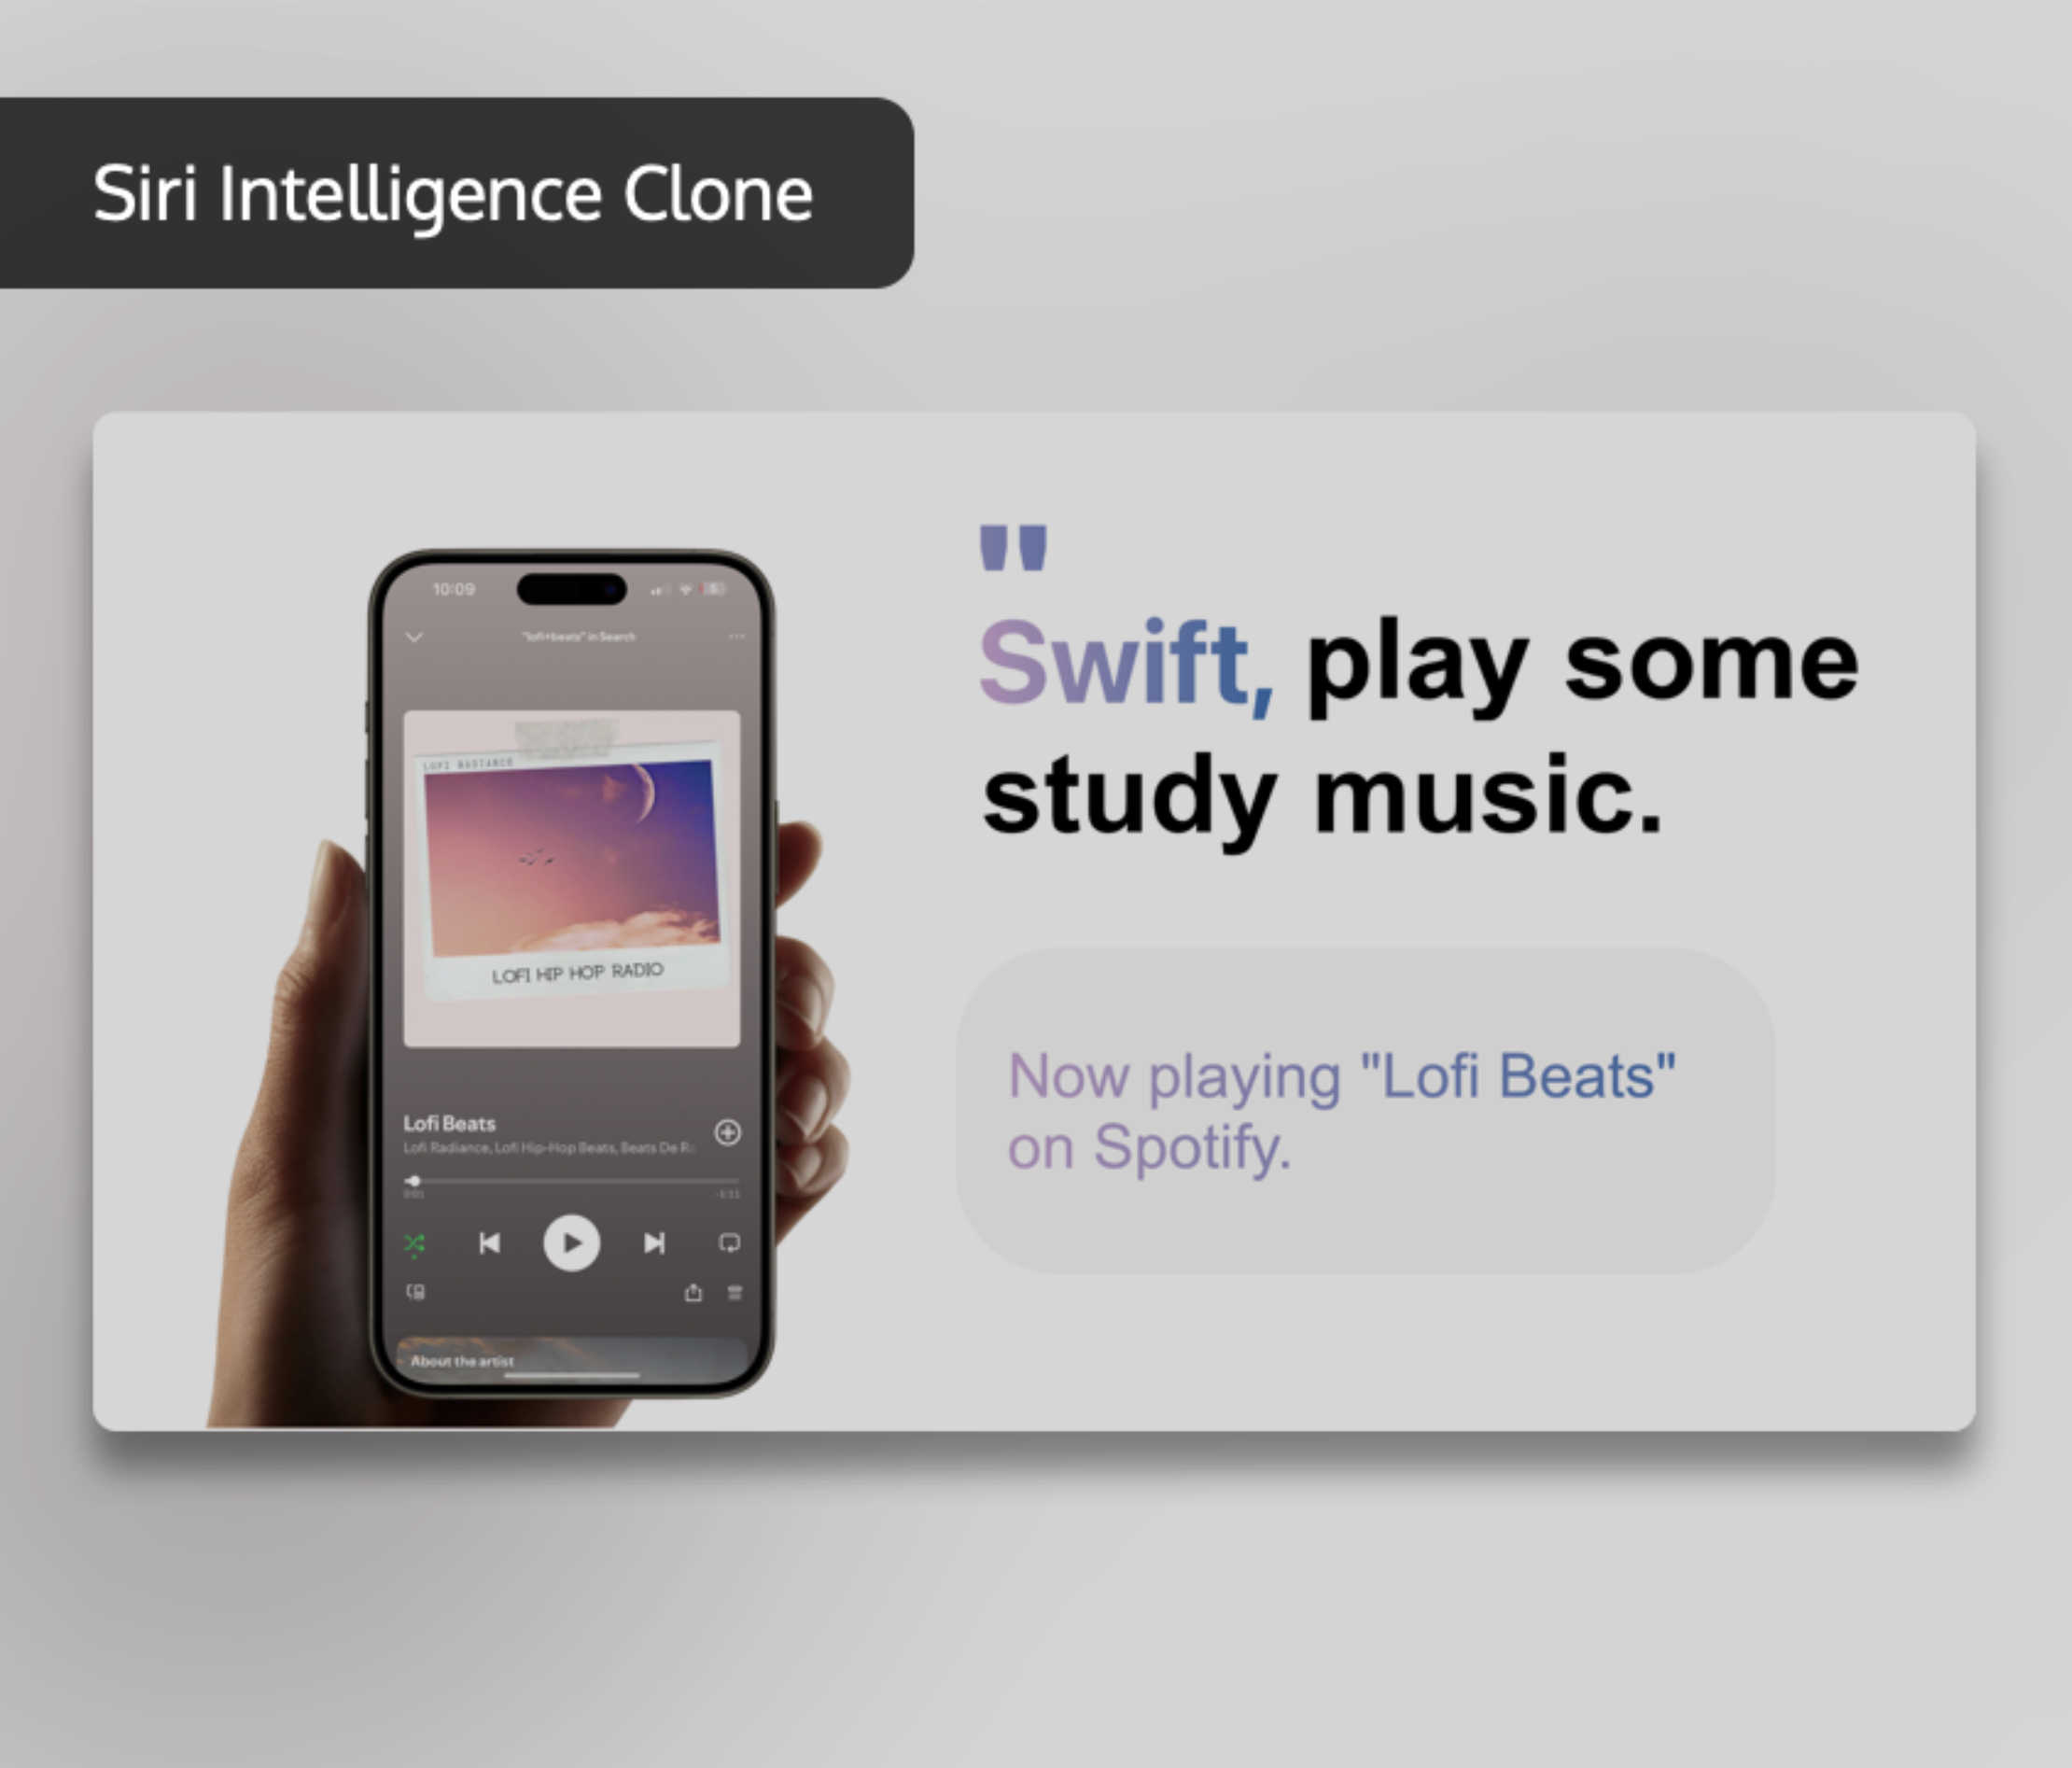 Siri Intelligence Clone
"
Swift, play some
study music.
10:09
"lofi+beats" in Search
LOFI RADIANCE
LOFI HIP HOP RADIO
Lofi Beats
Lofi Radiance, Lofi Hip-Hop Beats, Beats De R
0:01
About the artist
Now playing "Lofi Beats"
on Spotify.